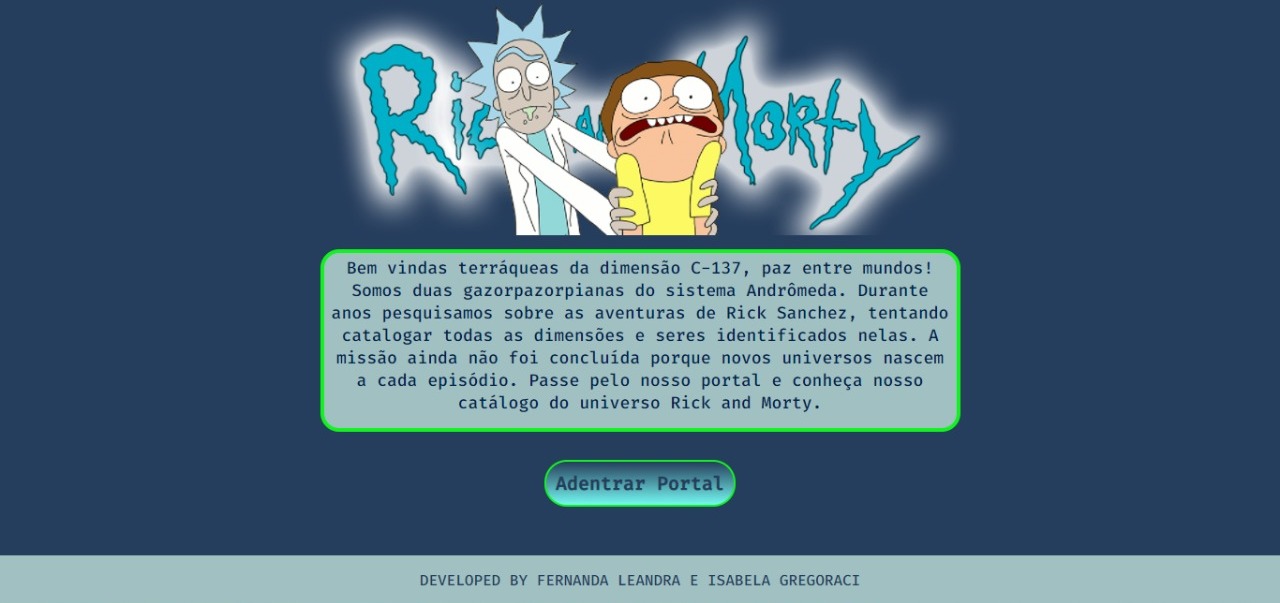 Rick and Morty
Bem vindas terráqueas da dimensão C-137, paz entre mundos!
Somos duas gazorpazorpianas do sistema Andrômeda. Durante
anos pesquisamos sobre as aventuras de Rick Sanchez, tentando
catalogar todas as dimensões e seres identificados nelas. A
missão ainda não foi concluída porque novos universos nascem
a cada episódio. Passe pelo nosso portal e conheça nosso
catálogo do universo Rick and Morty.
Adentrar Portal
DEVELOPED BY FERNANDA LEANDRA E ISABELA GREGORACI